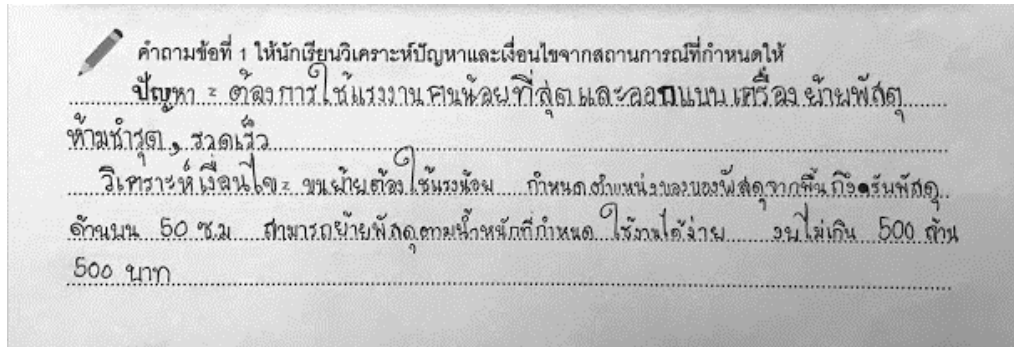 คำถามข้อที่ 1 ให้นักเรียนวิเคราะห์ปัญหาและเงื่อนไขจากสถานการณ์ที่กำหนดให้
ปัญหา = ต้องการใช้แรงงานคนน้อยที่สุดและออกแบบเครื่องย้ายพัสดุ
ห้ามชำรุด, รวดเร็ว
วิเคราะห์เงื่อนไข = ขนย้ายต้องใช้แรงน้อย กำหนดตำแหน่งของพัสดุจากพื้นถึง
ด้านบน 50 ซ.ม สามารถย้ายพัสดุตามน้ำหนักที่กำหนด ใช้งานได้ง่าย งบไม่เกิน 500
500 บาท